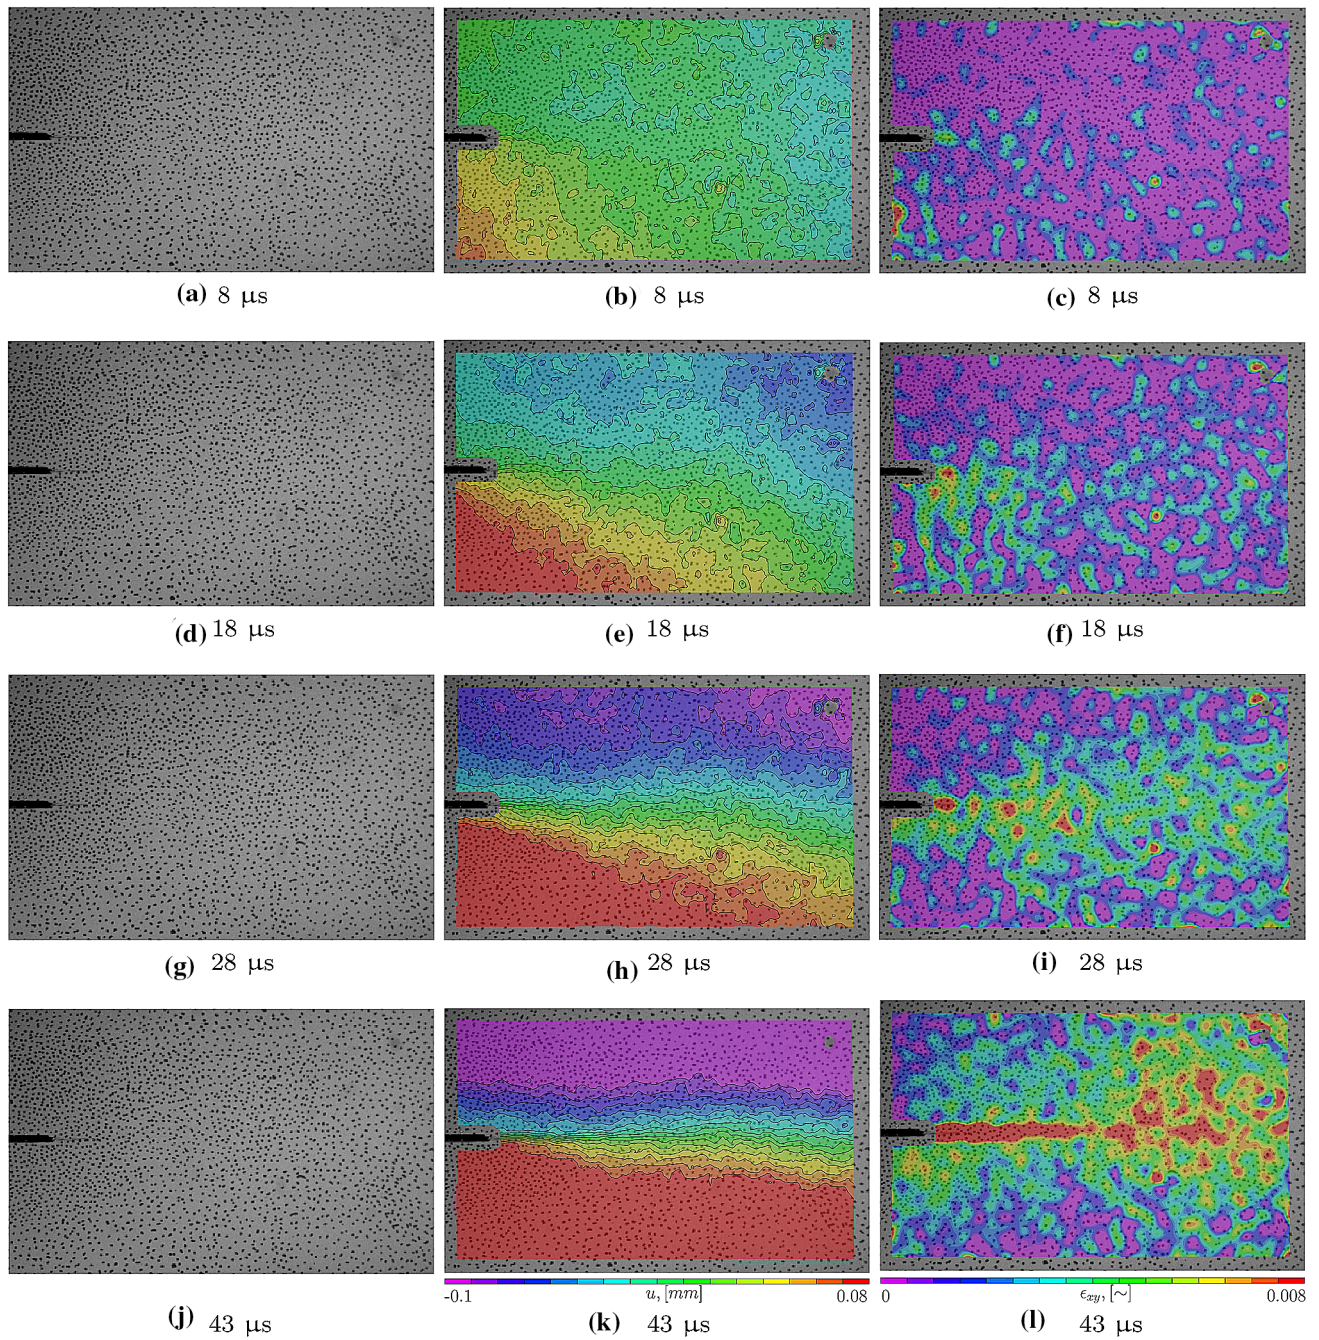 (a) 8 μs
(b) 8 μs
(c) 8 μs
(d) 18 μs
(e) 18 μs
(f) 18 μs
(g) 28 μs
(h) 28 μs
(i) 28 μs
-0.1 u, [mm] 0.08
0 ϵxy, [∼] 0.008
(j) 43 μs
(k) 43 μs
(l) 43 μs